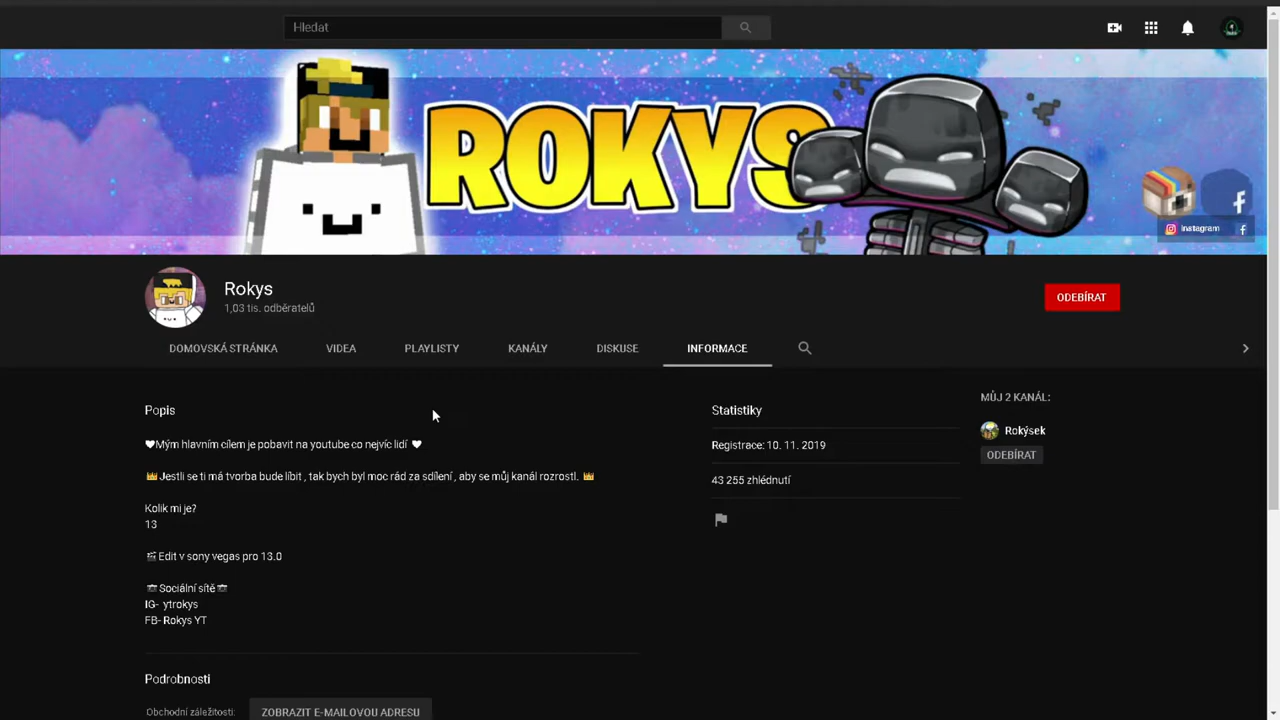 Hledat
ROKYS
Instagram
Rokys
1,03 tis. odběratelů
ODEBÍRAT
DOMOVSKÁ STRÁNKA VIDEA PLAYLISTY KANÁLY DISKUSE INFORMACE
Popis
🖤Mým hlavním cílem je pobavit na youtube co nejvíc lidí 🖤
👑Jestli se ti má tvorba bude líbit , tak bych byl moc rád za sdílení , aby se můj kanál rozrostl. 👑
Kolik mi je?
13
🎬Edit v sony vegas pro 13.0
Sociální sítě
IG- ytrokys
FB- Rokys YT
Podrobnosti
Obchodní záležitosti: ZOBRAZIT E-MAILOVOU ADRESU
Statistiky
Registrace: 10. 11. 2019
43 255 zhlédnutí
MŮJ 2 KANÁL:
Rokýsek
ODEBÍRAT